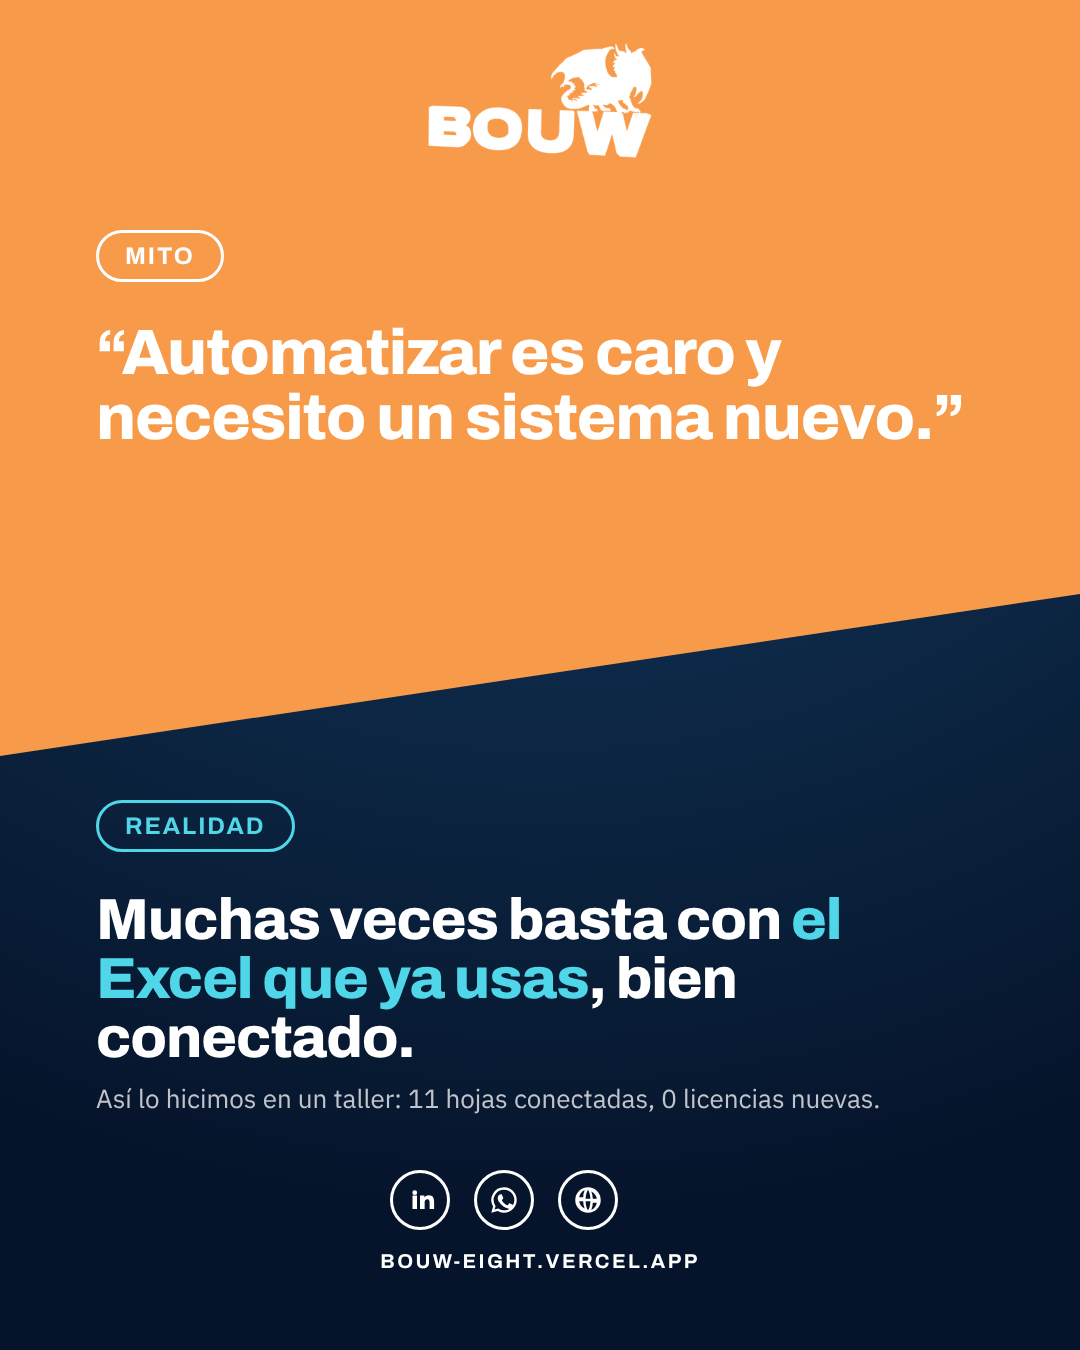 BOUW
MITO
“Automatizar es caro y
necesito un sistema nuevo.”
REALIDAD
Muchas veces basta con el
Excel que ya usas, bien
conectado.
Así lo hicimos en un taller: 11 hojas conectadas, 0 licencias nuevas.
in
BOUW-EIGHT.VERCEL.APP